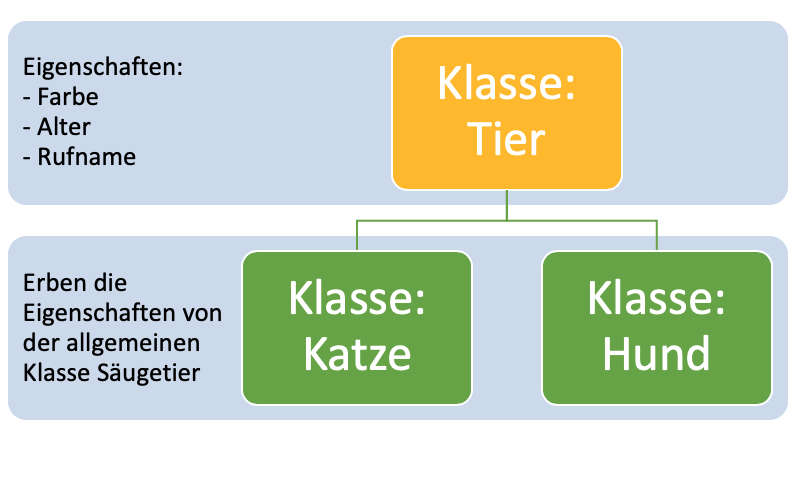 Eigenschaften:
- Farbe
- Alter
- Rufname
Klasse:
Tier
Erben die
Eigenschaften von
der allgemeinen
Klasse Säugetier
Klasse:
Katze
Klasse:
Hund